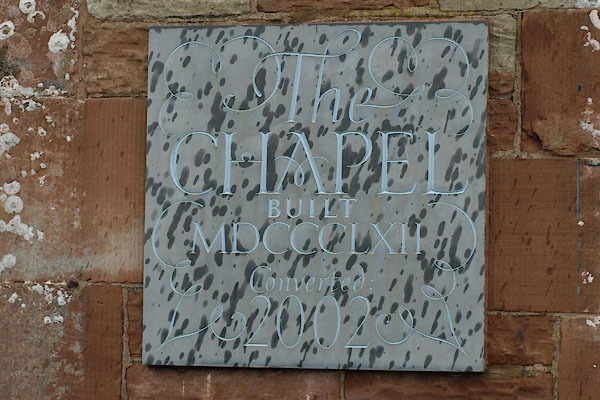 The
CHAPEL
BUILT
MDCCCLXII
Converted:
2002